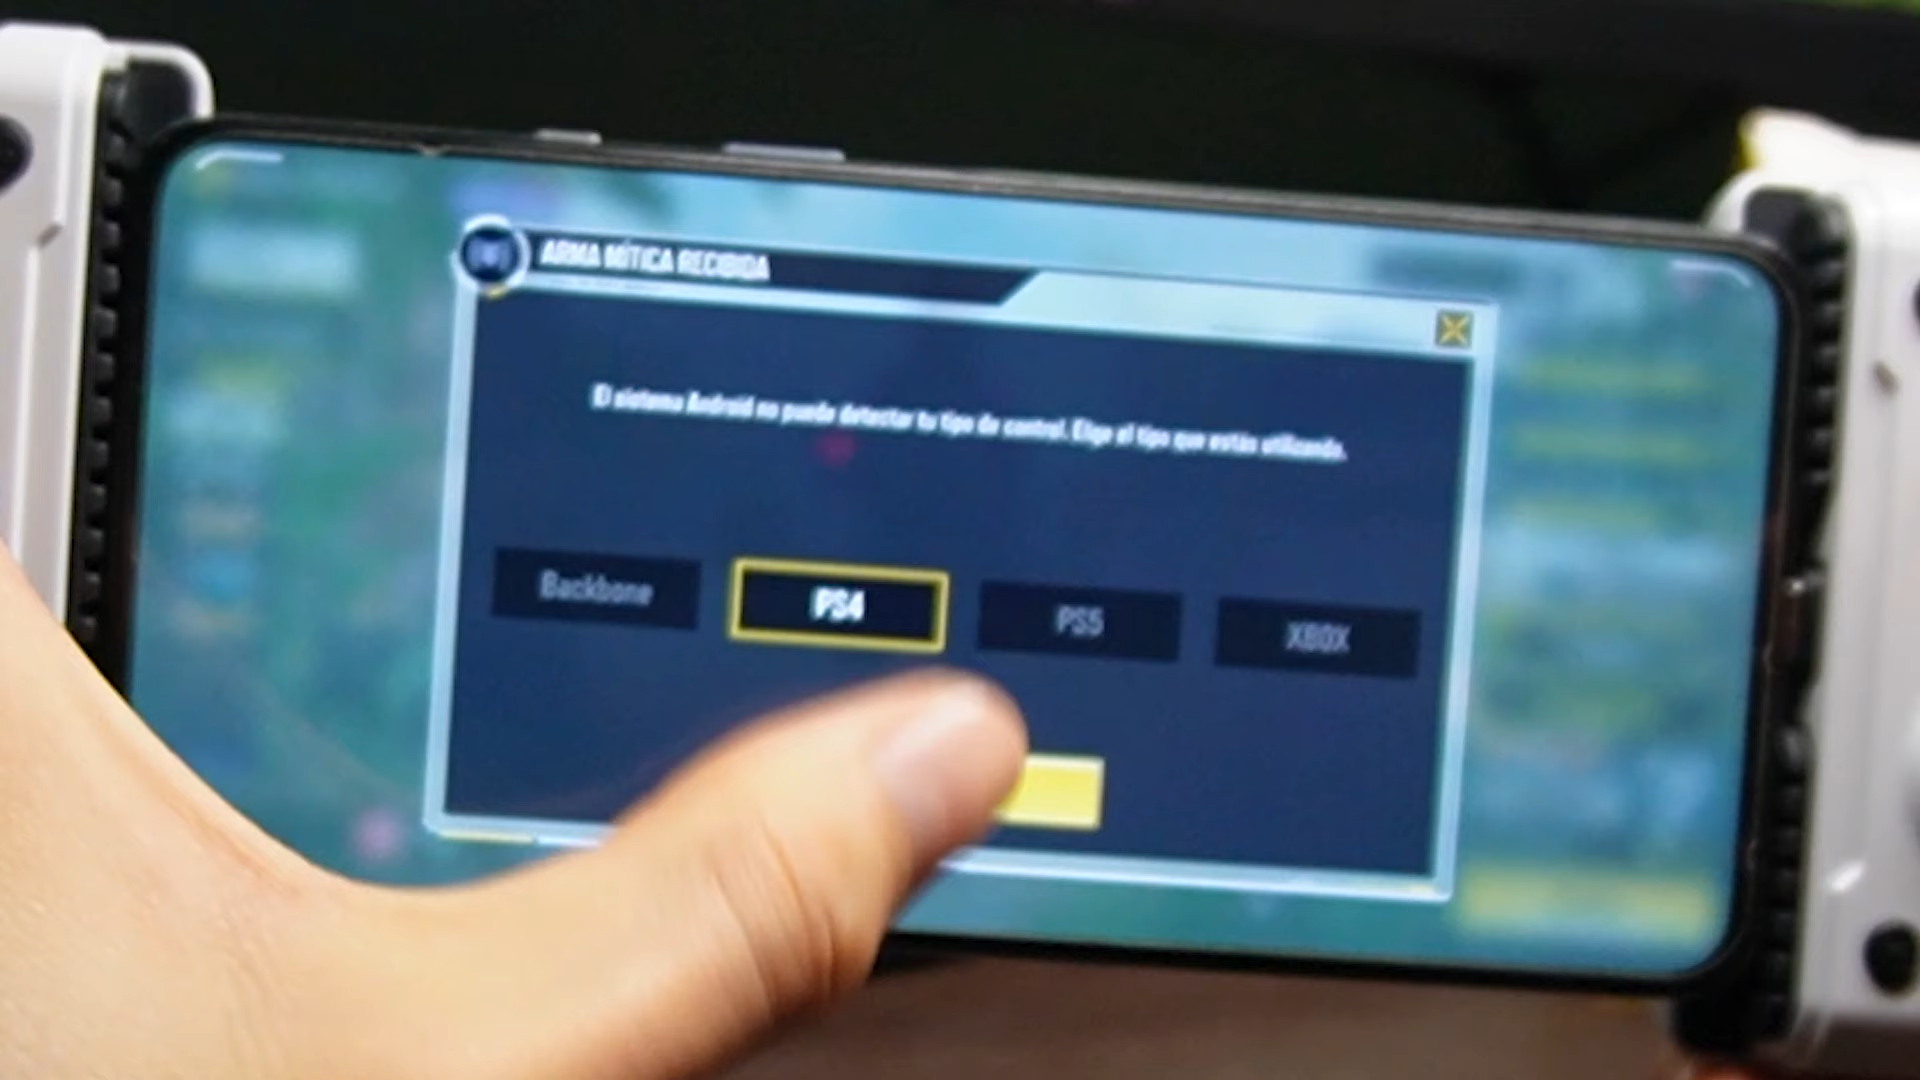 ARMA MÍTICA RECIBIDA
El sistema Android no puede detectar tu tipo de control. Elige el tipo que estás utilizando.
Backbone
PS4
PS5
XBOX